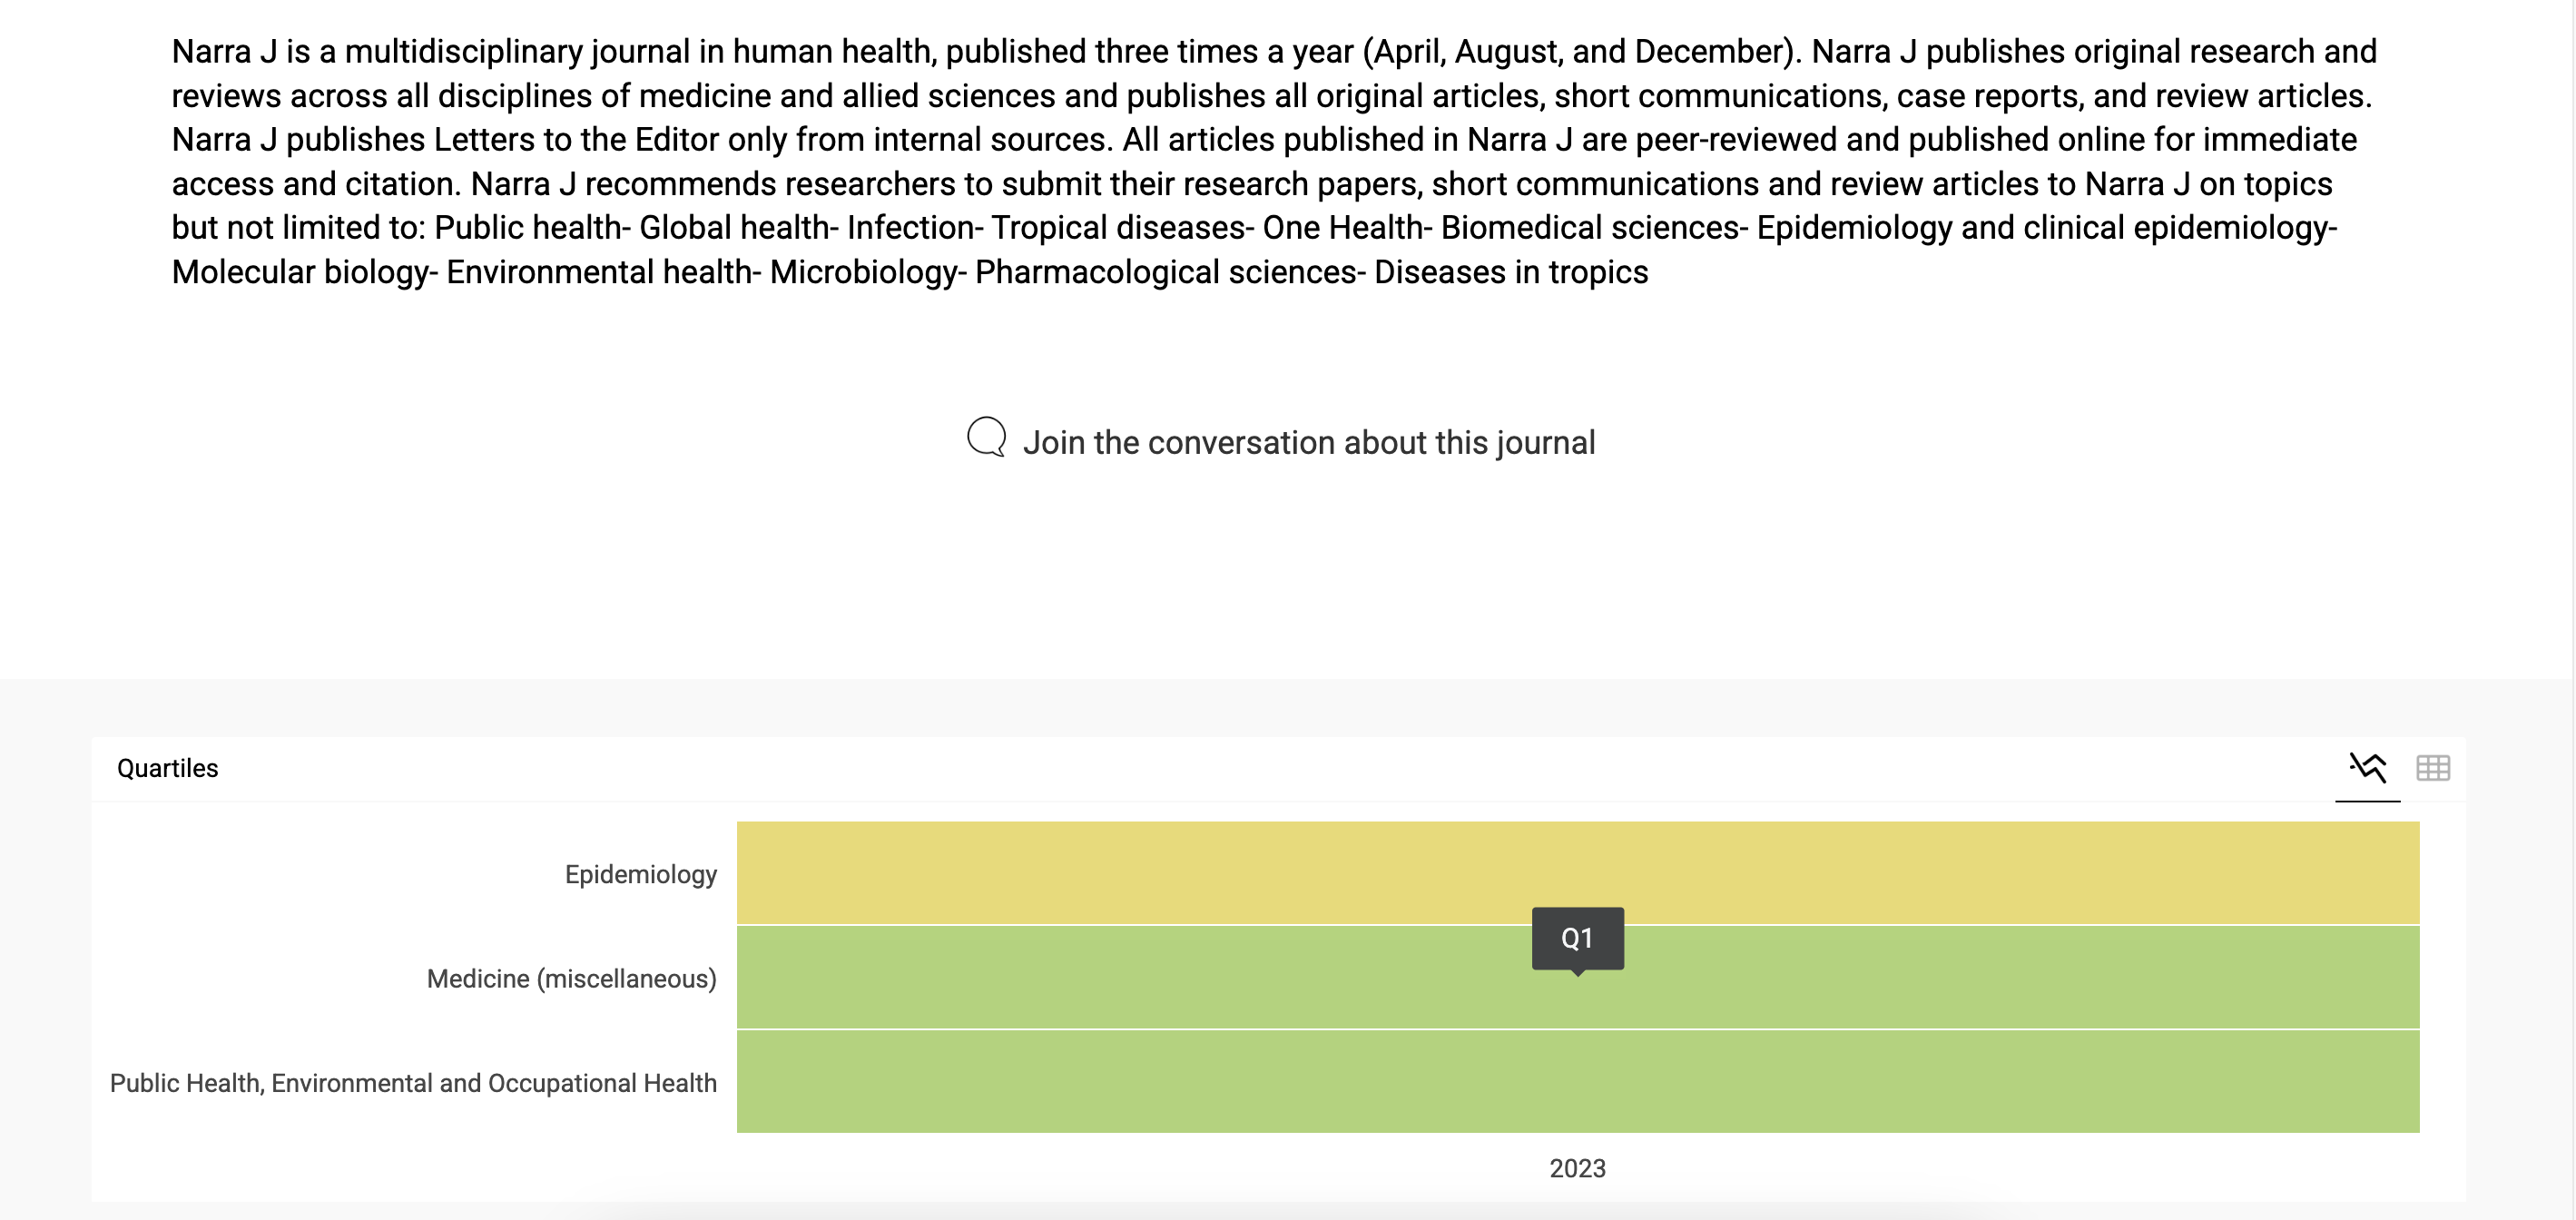 Narra J is a multidisciplinary journal in human health, published three times a year (April, August, and December). Narra J publishes original research and
reviews across all disciplines of medicine and allied sciences and publishes all original articles, short communications, case reports, and review articles.
Narra J publishes Letters to the Editor only from internal sources. All articles published in Narra J are peer-reviewed and published online for immediate
access and citation. Narra J recommends researchers to submit their research papers, short communications and review articles to Narra J on topics
but not limited to: Public health- Global health- Infection- Tropical diseases- One Health- Biomedical sciences- Epidemiology and clinical epidemiology-
Molecular biology- Environmental health- Microbiology- Pharmacological sciences- Diseases in tropics
Join the conversation about this journal
Quartiles
Epidemiology
Q1
Medicine (miscellaneous)
Public Health, Environmental and Occupational Health
2023